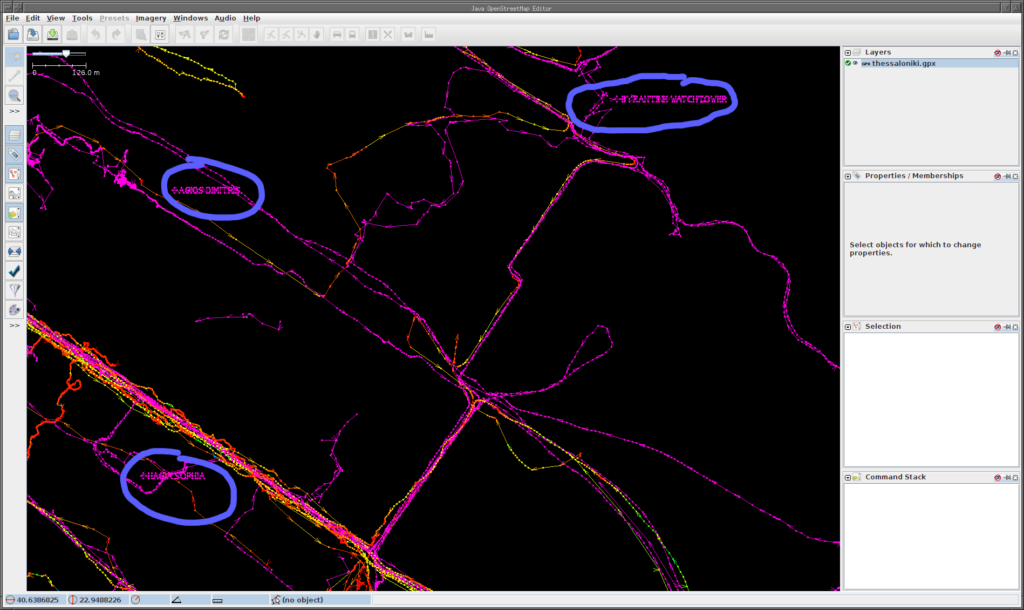 Java OpenStreetMap Editor
File Edit View Tools Presets Imagery Windows Audio Help
0 126.0 m
>>
>>
BYZANTINE WATCHTOWER
AGIOS DIMITRIS
HAGIA SOPHIA
Layers
thessaloniki.gpx
Properties / Memberships
Select objects for which to change
properties.
Selection
Command Stack
40.6386825 22.9488226 (no object)